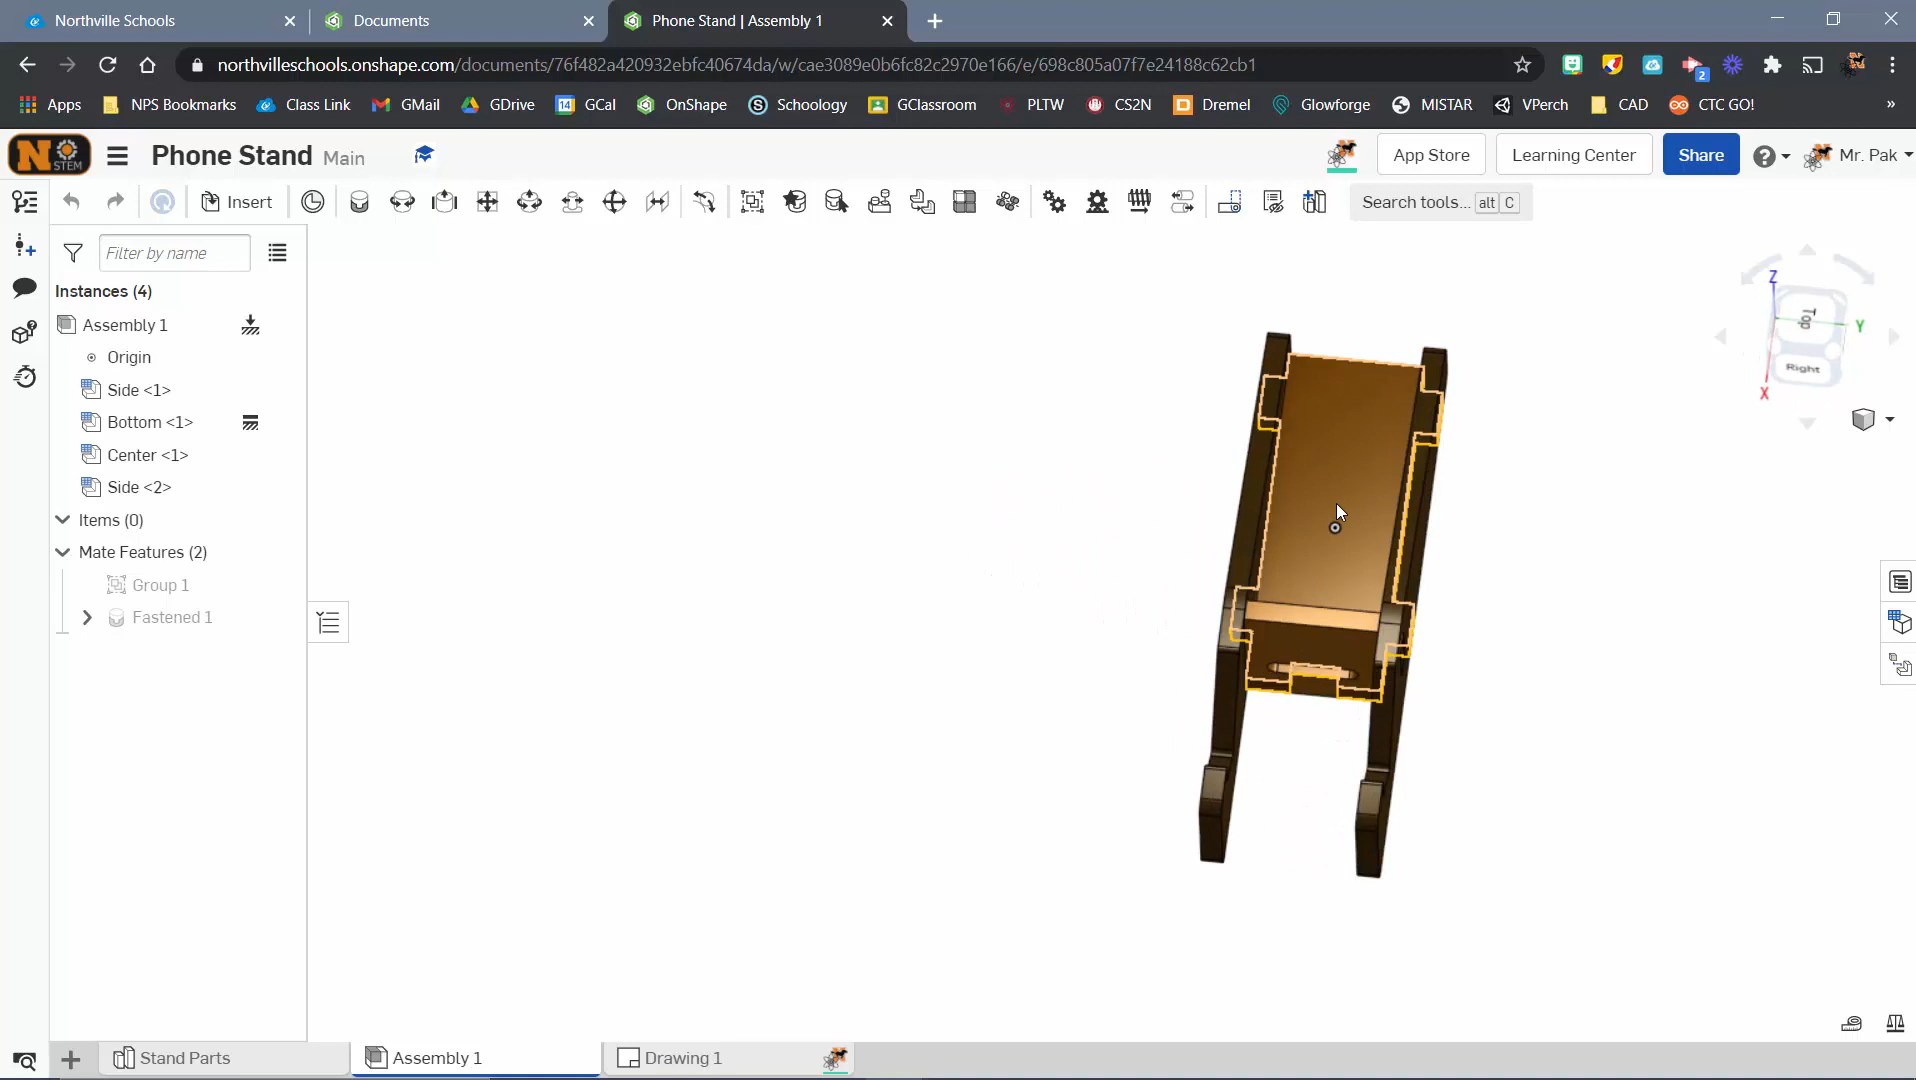 Northville Schools
Documents
Phone Stand | Assembly 1
northvilleschools.onshape.com/documents/76f482a420932ebfc40674da/w/cae3089e0b6fc82c2970e166/e/698c805a07f7e24188c62cb1
2
Apps NPS Bookmarks Class Link GMail GDrive 14 GCal OnShape Schoology GClassroom PLTW CS2N Dremel Glowforge MISTAR VPerch CAD CTC GO! »
N STEM Phone Stand Main App Store Learning Center Share Mr. Pak
Insert Search tools... alt C
Filter by name
Instances (4)
Assembly 1
Origin
Side <1>
Bottom <1>
Center <1>
Side <2>
Items (0)
Mate Features (2)
Group 1
Fastened 1
Z
Top
Y
Right
X
Stand Parts
Assembly 1
Drawing 1